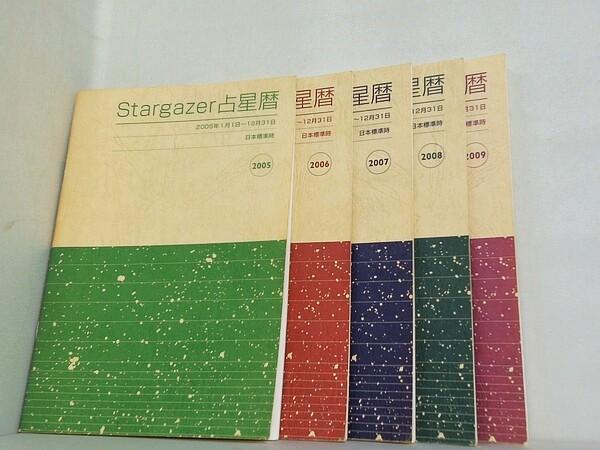 Stargazer占星暦
2005年1月1日〜12月31日
日本標準時
2005
星暦
〜12月31日
日本標準時
2006
星暦
〜12月31日
日本標準時
2007
星暦
12月31日
日本標準時
2008
暦
月31日
標準時
2009